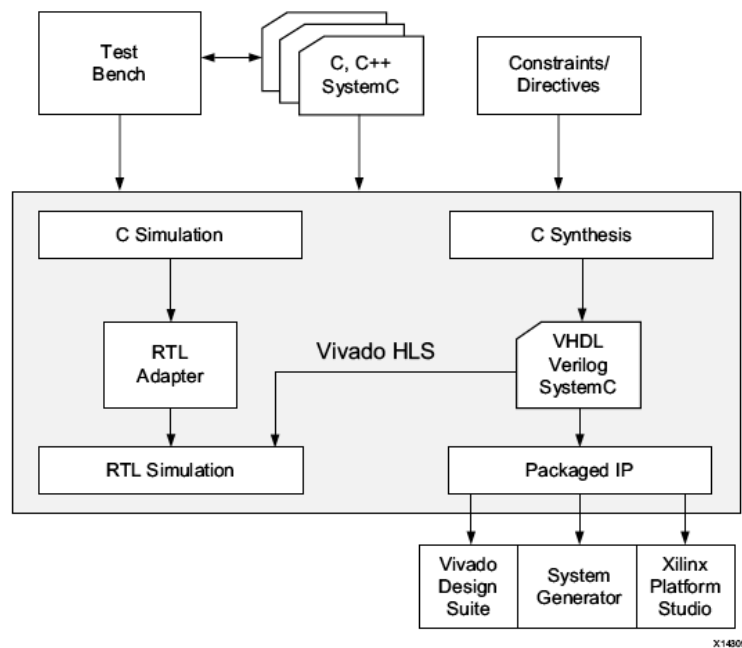 Test
Bench
C, C++
SystemC
Constraints/
Directives
C Simulation
C Synthesis
RTL
Adapter
Vivado HLS
VHDL
Verilog
SystemC
RTL Simulation
Packaged IP
Vivado
Design
Suite
System
Generator
Xilinx
Platform
Studio